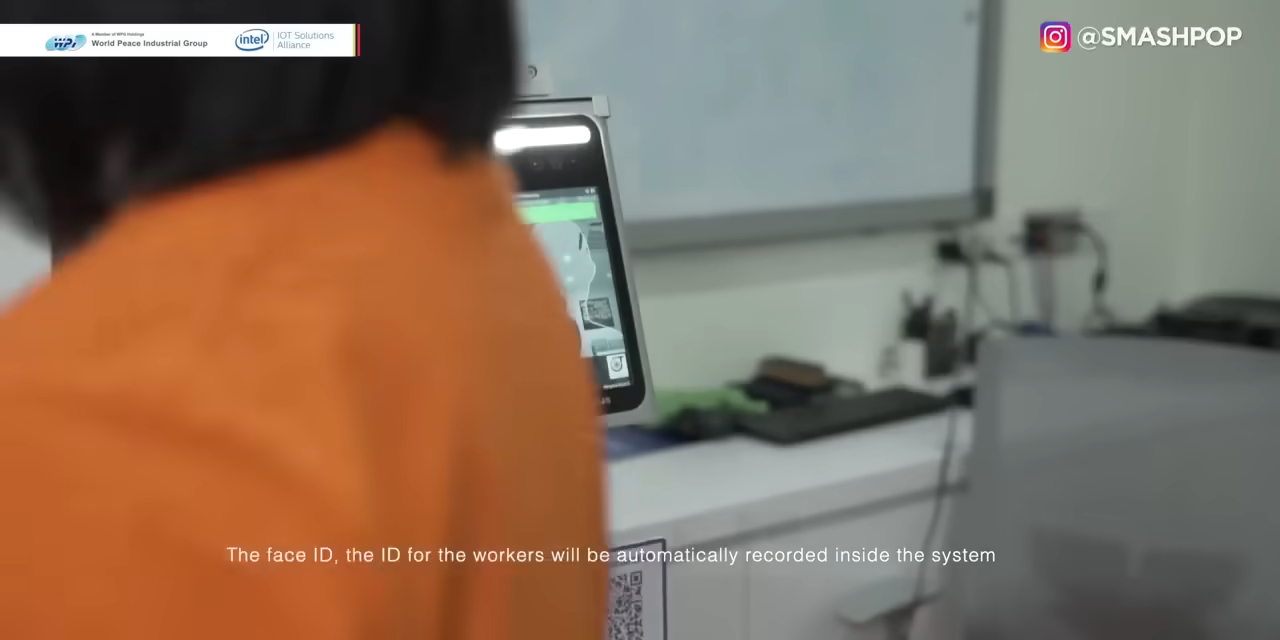 A Member of WPG Holdings
WPI
World Peace Industrial Group
intel
IOT Solutions
Alliance
@SMASHPOP
The face ID, the ID for the workers will be automatically recorded inside the system